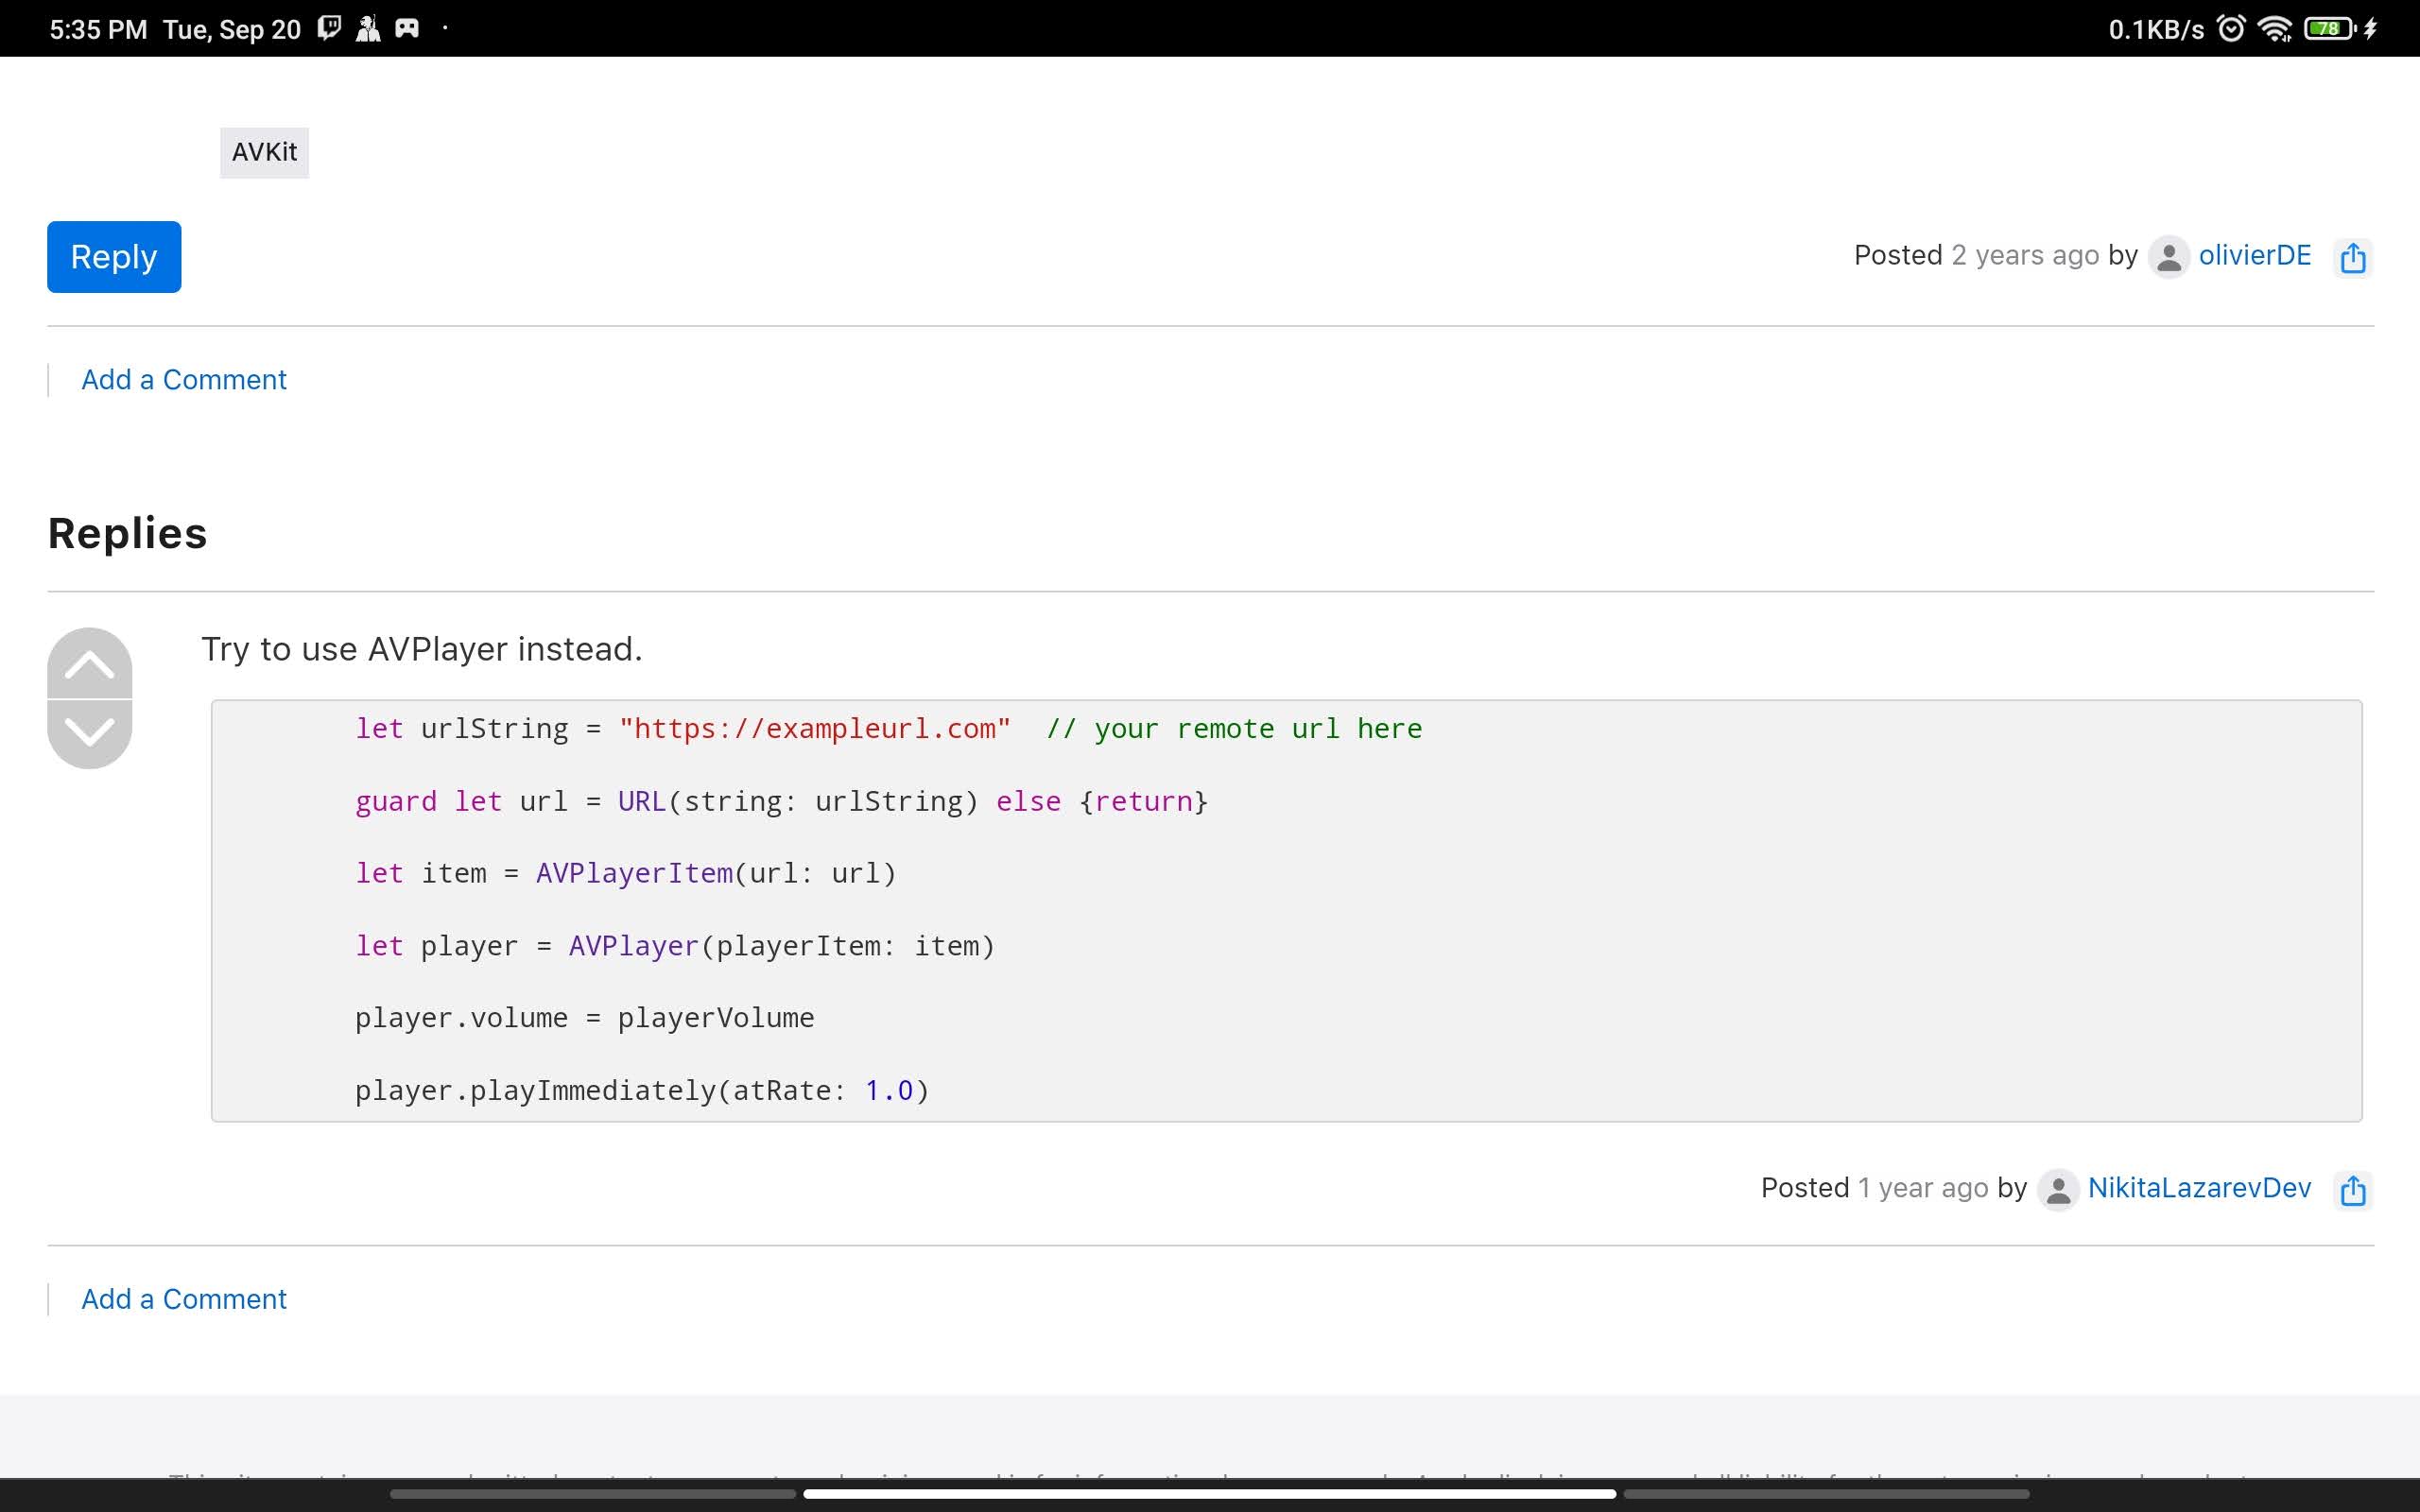 5:35 PM Tue, Sep 20
0.1KB/s
78
AVKit
Reply
Posted 2 years ago by olivierDE
Add a Comment
Replies
Try to use AVPlayer instead.
let urlString = "https://exampleurl.com" // your remote url here
guard let url = URL(string: urlString) else {return}
let item = AVPlayerItem(url: url)
let player = AVPlayer(playerItem: item)
player.volume = playerVolume
player.playImmediately(atRate: 1.0)
Posted 1 year ago by NikitaLazarevDev
Add a Comment